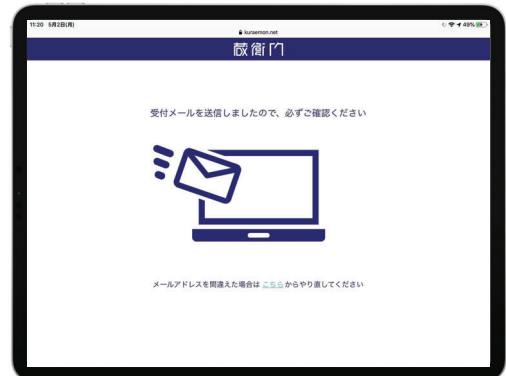 11:20 5月2日(月)
49%
kuraemon.net
蔵衛門
受付メールを送信しましたので、必ずご確認ください
メールアドレスを間違えた場合は こちらからやり直してください